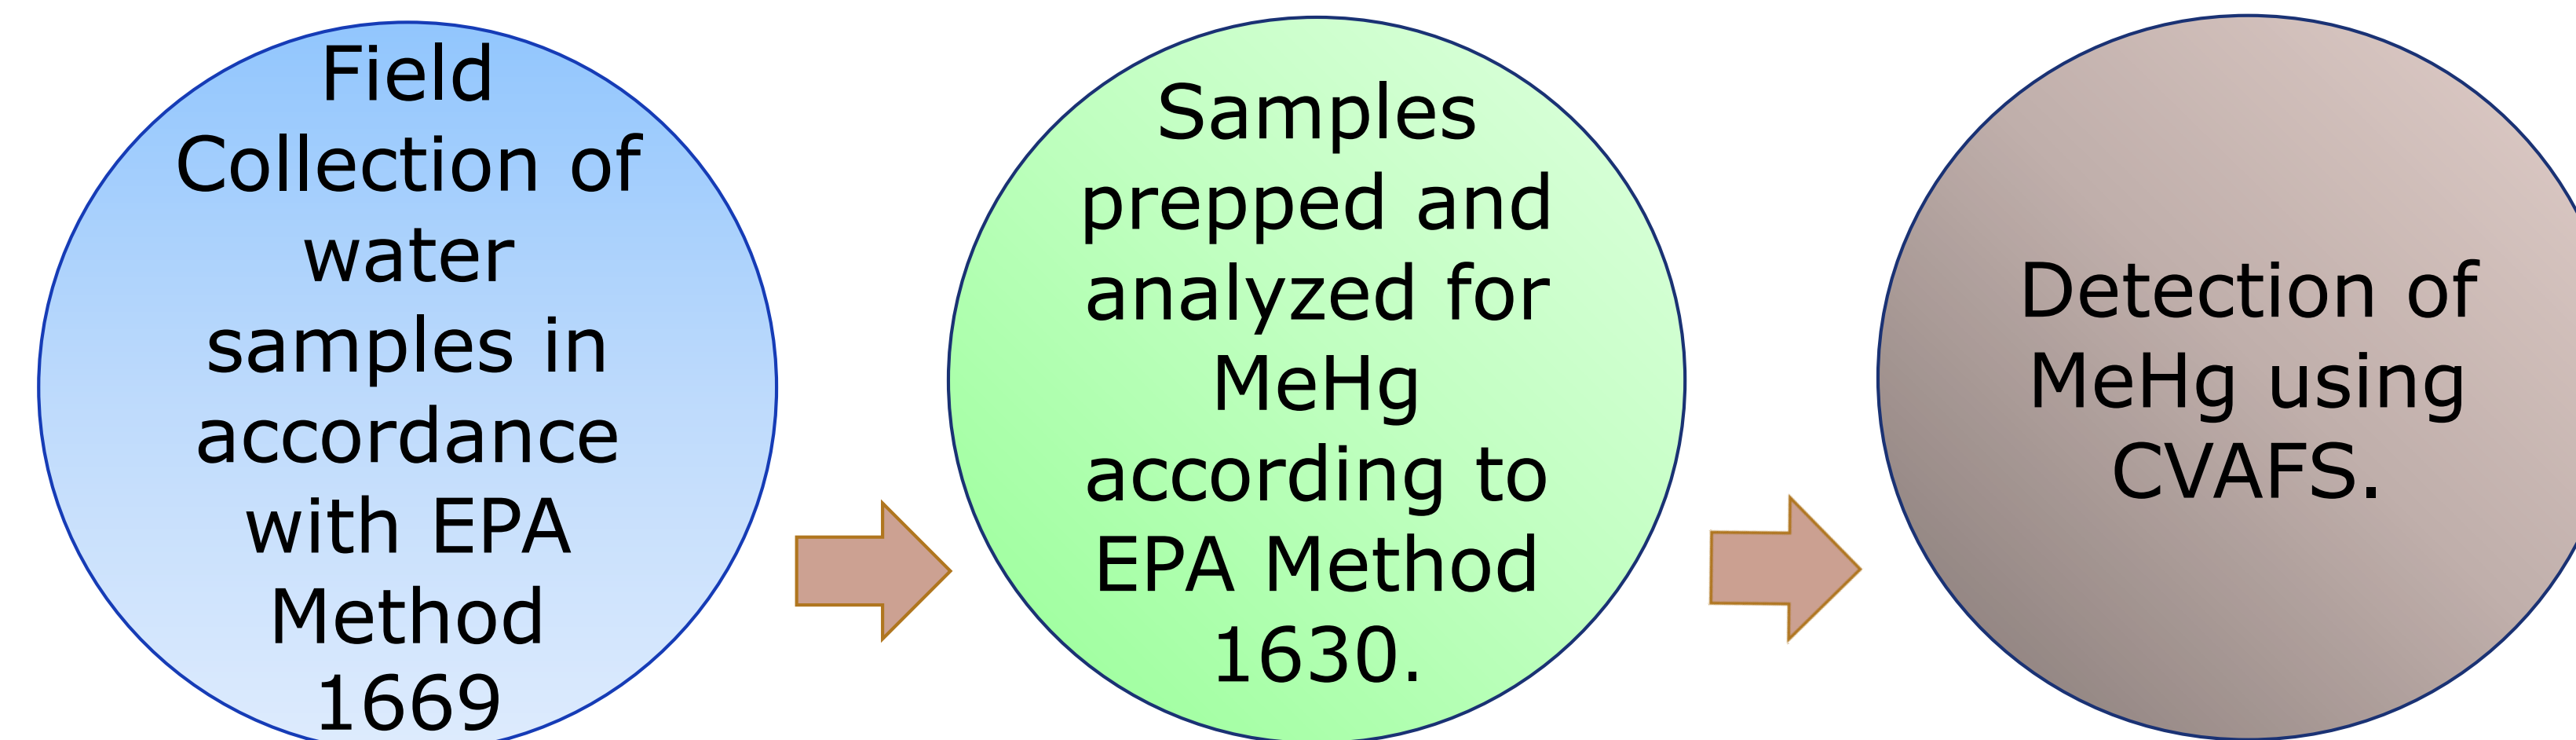 Field
Collection of
water
samples in
accordance
with EPA
Method
1669
Samples
prepped and
analyzed for
MeHg
according to
EPA Method
1630.
Detection of
MeHg using
CVAFS.